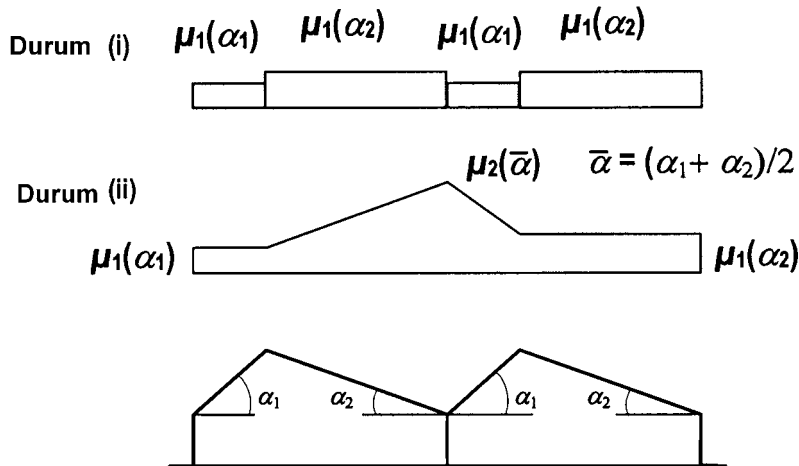 Durum (i) μ₁(α₁) μ₁(α₂) μ₁(α₁) μ₁(α₂)
μ₂(ᾱ) ᾱ = (α₁+ α₂)/2
Durum (ii)
μ₁(α₁) μ₁(α₂)
α₁ α₂ α₁ α₂